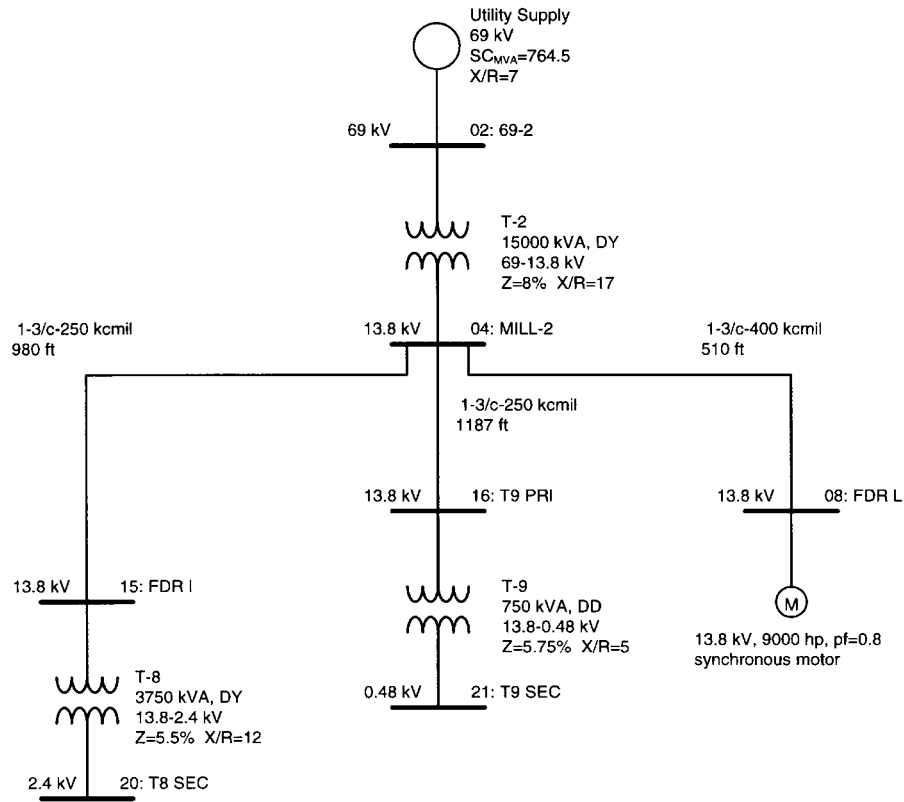 Utility Supply
69 kV
SCMVA=764.5
X/R=7
69 kV
02: 69-2
T-2
15000 kVA, DY
69-13.8 kV
Z=8% X/R=17
1-3/c-250 kcmil
980 ft
13.8 kV
04: MILL-2
1-3/c-400 kcmil
510 ft
1-3/c-250 kcmil
1187 ft
13.8 kV
16: T9 PRI
13.8 kV
08: FDR L
13.8 kV
15: FDR I
T-9
750 kVA, DD
13.8-0.48 kV
Z=5.75% X/R=5
M
13.8 kV, 9000 hp, pf=0.8
synchronous motor
T-8
3750 kVA, DY
13.8-2.4 kV
Z=5.5% X/R=12
0.48 kV
21: T9 SEC
2.4 kV
20: T8 SEC